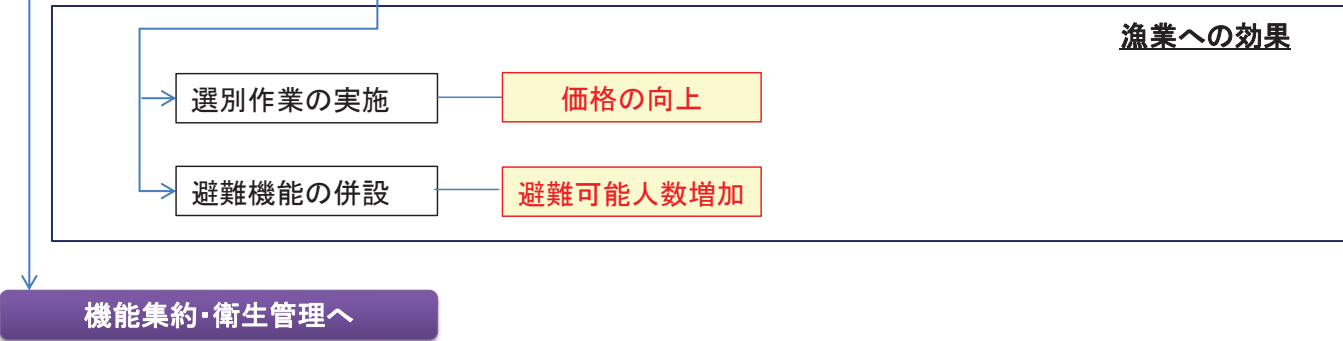 漁業への効果
選別作業の実施
価格の向上
避難機能の併設
避難可能人数増加
機能集約・衛生管理へ